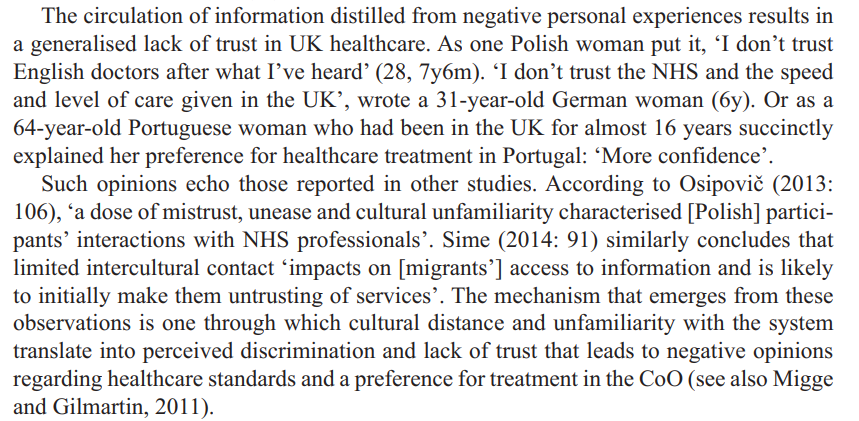 The circulation of information distilled from negative personal experiences results in
a generalised lack of trust in UK healthcare. As one Polish woman put it, ‘I don’t trust
English doctors after what I’ve heard’ (28, 7y6m). ‘I don’t trust the NHS and the speed
and level of care given in the UK’, wrote a 31-year-old German woman (6y). Or as a
64-year-old Portuguese woman who had been in the UK for almost 16 years succinctly
explained her preference for healthcare treatment in Portugal: ‘More confidence’.
Such opinions echo those reported in other studies. According to Osipovič (2013:
106), ‘a dose of mistrust, unease and cultural unfamiliarity characterised [Polish] partici-
pants’ interactions with NHS professionals’. Sime (2014: 91) similarly concludes that
limited intercultural contact ‘impacts on [migrants’] access to information and is likely
to initially make them untrusting of services’. The mechanism that emerges from these
observations is one through which cultural distance and unfamiliarity with the system
translate into perceived discrimination and lack of trust that leads to negative opinions
regarding healthcare standards and a preference for treatment in the CoO (see also Migge
and Gilmartin, 2011).